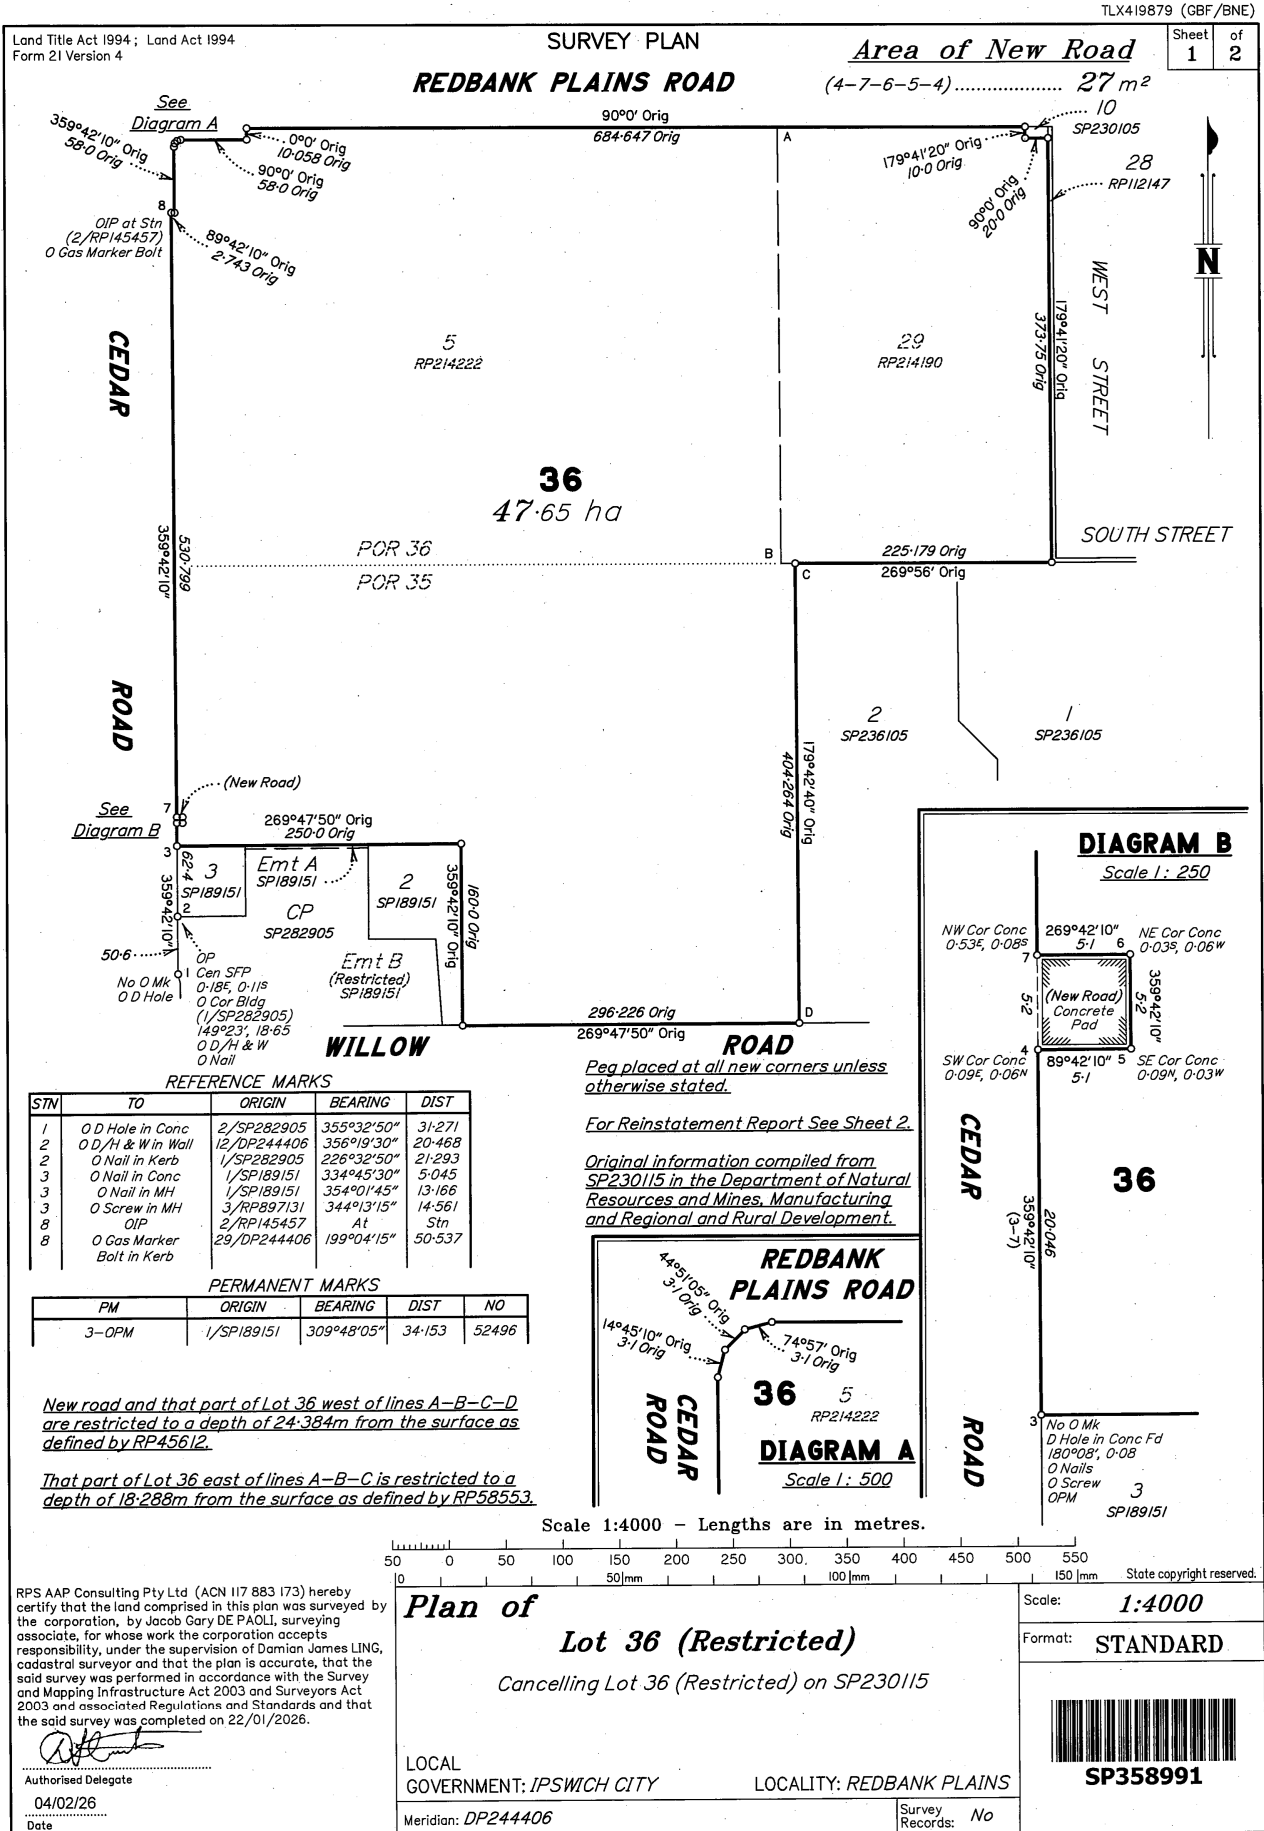 TLX419879 (GBF/BNE)
Land Title Act 1994 ; Land Act 1994
Form 21 Version 4
SURVEY PLAN
Sheet 1 of 2
Area of New Road
(4-7-6-5-4)..................... 27 m²
REDBANK PLAINS ROAD
See
Diagram A
359°42'10" Orig
58·0 Orig
0°0' Orig
10·058 Orig
90°0' Orig
58·0 Orig
90°0' Orig
684·647 Orig
A
179°41'20" Orig
10·0 Orig
10
SP230105
28
RP112147
90°0' Orig
20·0 Orig
8
OIP at Stn
(2/RP145457)
O Gas Marker Bolt
89°42'10" Orig
2·743 Orig
N
CEDAR
5
RP214222
29
RP214190
179°41'20" Orig
373·75 Orig
WEST STREET
36
47·65 ha
SOUTH STREET
POR 36
POR 35
530·799
359°42'10"
B
C
225·179 Orig
269°56' Orig
ROAD
2
SP236105
1
SP236105
179°42'40" Orig
404·264 Orig
(New Road)
7
See
Diagram B
269°47'50" Orig
250·0 Orig
3
62·4
359°42'10"
3
SP189151
Emt A
SP189151
2
SP189151
CP
SP282905
359°42'10" Orig
160·0 Orig
2
50·6
1
No O Mk
O D Hole
OP
Cen SFP
0·18E, 0·11S
O Cor Bldg
(1/SP282905)
149°23', 18·65
O D/H & W
O Nail
Emt B
(Restricted)
SP189151
296·226 Orig
269°47'50" Orig
D
WILLOW
ROAD
DIAGRAM B
Scale 1 : 250
NW Cor Conc
0·53E, 0·08S
269°42'10"
5·1
6
NE Cor Conc
0·03S, 0·06W
7
5·2
(New Road)
Concrete
Pad
359°42'10"
5·2
4
SW Cor Conc
0·09E, 0·06N
89°42'10"
5·1
5
SE Cor Conc
0·09N, 0·03W
CEDAR
36
20·046
359°42'10"
(3-7)
ROAD
3
No O Mk
D Hole in Conc Fd
180°08', 0·08
O Nails
O Screw
OPM
3
SP189151
Peg placed at all new corners unless
otherwise stated.
For Reinstatement Report See Sheet 2.
Original information compiled from
SP230115 in the Department of Natural
Resources and Mines, Manufacturing
and Regional and Rural Development.
REFERENCE MARKS
STN TO ORIGIN BEARING DIST
1 O D Hole in Conc 2/SP282905 355°32'50" 31·271
2 O D/H & W in Wall 12/DP244406 356°19'30" 20·468
2 O Nail in Kerb 1/SP282905 226°32'50" 21·293
3 O Nail in Conc 1/SP189151 334°45'30" 5·045
3 O Nail in MH 1/SP189151 354°01'45" 13·166
3 O Screw in MH 3/RP897131 344°13'15" 14·561
8 OIP 2/RP145457 At Stn
8 O Gas Marker 29/DP244406 199°04'15" 50·537
Bolt in Kerb
PERMANENT MARKS
PM ORIGIN BEARING DIST NO
3-OPM 1/SP189151 309°48'05" 34·153 52496
REDBANK
PLAINS ROAD
44°51'05" Orig
3·1 Orig
14°45'10" Orig
3·1 Orig
74°57' Orig
3·1 Orig
36
5
RP214222
CEDAR
ROAD
DIAGRAM A
Scale 1 : 500
New road and that part of Lot 36 west of lines A-B-C-D
are restricted to a depth of 24·384m from the surface as
defined by RP45612.
That part of Lot 36 east of lines A-B-C is restricted to a
depth of 18·288m from the surface as defined by RP58553.
Scale 1:4000 - Lengths are in metres.
50 0 50 100 150 200 250 300 350 400 450 500 550
0 50 mm 100 mm 150 mm
State copyright reserved.
RPS AAP Consulting Pty Ltd (ACN 117 883 173) hereby
certify that the land comprised in this plan was surveyed by
the corporation, by Jacob Gary DE PAOLI, surveying
associate, for whose work the corporation accepts
responsibility, under the supervision of Damian James LING,
cadastral surveyor and that the plan is accurate, that the
said survey was performed in accordance with the Survey
and Mapping Infrastructure Act 2003 and Surveyors Act
2003 and associated Regulations and Standards and that
the said survey was completed on 22/01/2026.
Authorised Delegate
04/02/26
Date
Plan of
Lot 36 (Restricted)
Cancelling Lot 36 (Restricted) on SP230115
LOCAL
GOVERNMENT: IPSWICH CITY
LOCALITY: REDBANK PLAINS
Meridian: DP244406
Survey
Records: No
Scale: 1:4000
Format: STANDARD
SP358991